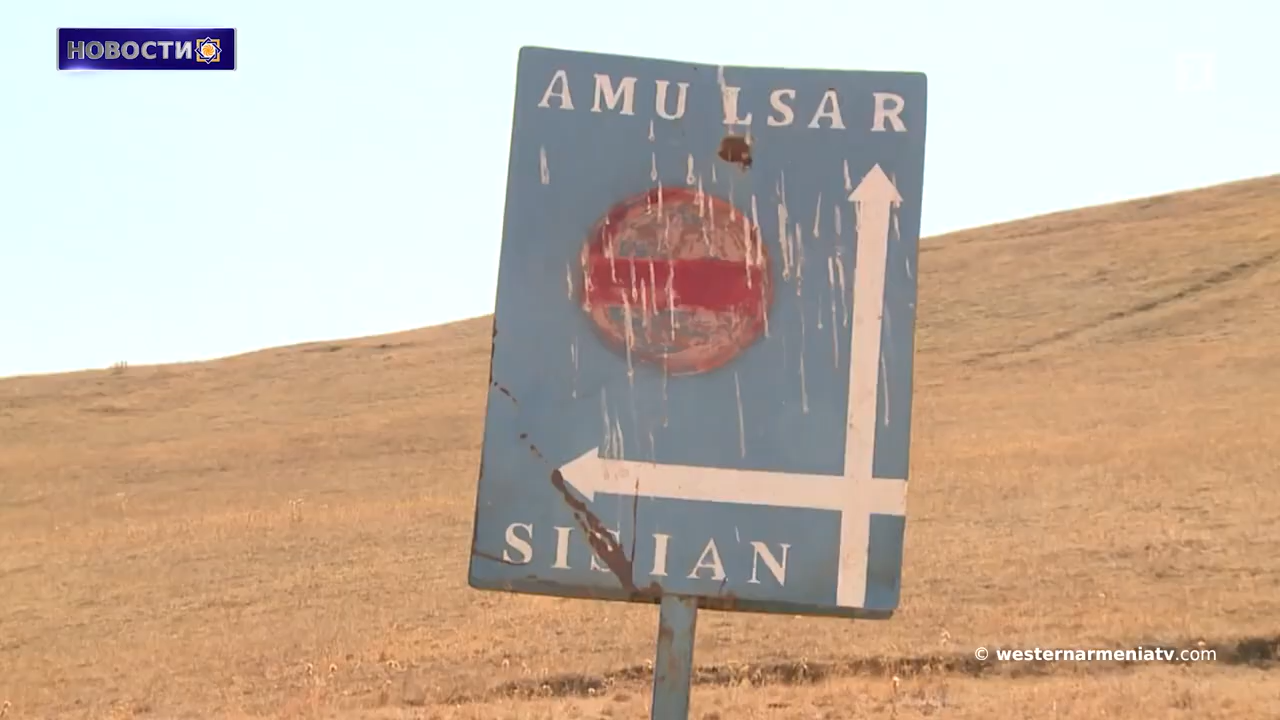 НОВОСТИ
AMULSAR
SISIAN
© westernarmeniatv.com